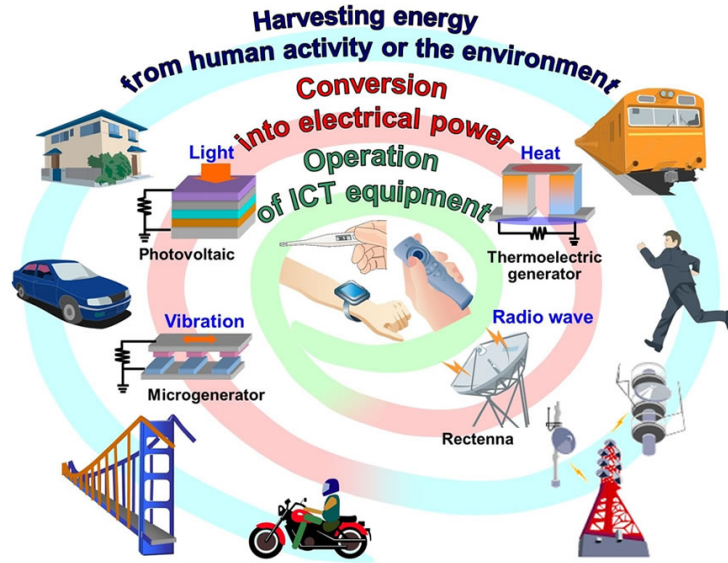 Harvesting energy
from human activity or the environment
Conversion
into electrical power
Operation
of ICT equipment
Light
Photovoltaic
Heat
Thermoelectric
generator
Vibration
Microgenerator
Radio wave
Rectenna